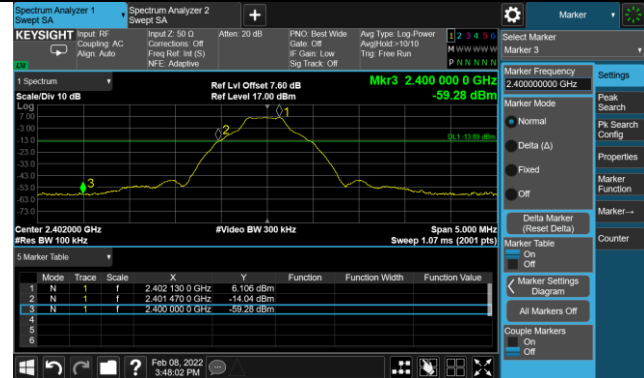 Spectrum Analyzer 1
Swept SA
Spectrum Analyzer 2
Swept SA
Marker
KEYSIGHT
Input: RF
Coupling: AC
Align: Auto
Input Z: 50 Ω
Corrections: Off
Freq Ref: Int (S)
NFE: Adaptive
Atten: 20 dB
PNO: Best Wide
Gate: Off
IF Gain: Low
Sig Track: Off
Avg Type: Log-Power
Avg|Hold:>10/10
Trig: Free Run
1 2 3 4 5 6
M W W W W W
P N N N N N
LXI
Select Marker
Marker 3
1 Spectrum
Scale/Div 10 dB
Log
Ref Lvl Offset 7.60 dB
Ref Level 17.00 dBm
Mkr3 2.400 000 0 GHz
-59.28 dBm
7.00
-3.00
-13.0
-23.0
-33.0
-43.0
-53.0
-63.0
-73.0
1
2
3
DL1 -13.89 dBm
Center 2.402000 GHz
#Res BW 100 kHz
#Video BW 300 kHz
Span 5.000 MHz
Sweep 1.07 ms (2001 pts)
5 Marker Table
Mode Trace Scale X Y Function Function Width Function Value
1 N 1 f 2.402 130 0 GHz 6.106 dBm
2 N 1 f 2.401 470 0 GHz -14.04 dBm
3 N 1 f 2.400 000 0 GHz -59.28 dBm
4
5
6
Feb 08, 2022
3:48:02 PM
Marker Frequency
2.400000000 GHz
Marker Mode
Normal
Delta (Δ)
Fixed
Off
Delta Marker
(Reset Delta)
Marker Table
On
Off
Marker Settings
Diagram
All Markers Off
Couple Markers
On
Off
Settings
Peak
Search
Pk Search
Config
Properties
Marker
Function
Marker→
Counter